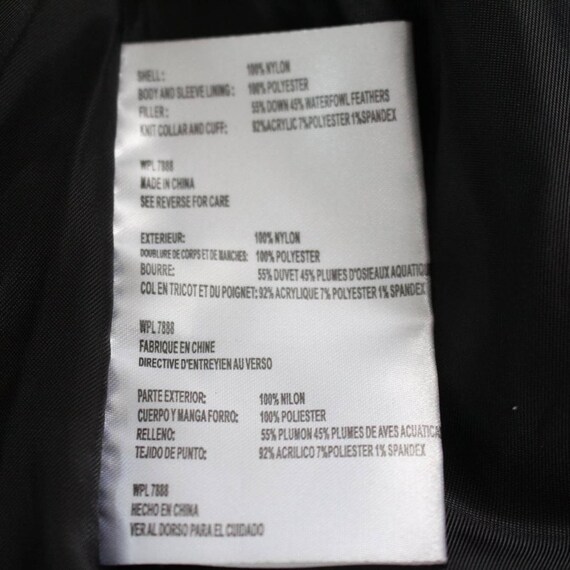 SHELL: 100% NYLON
BODY AND SLEEVE LINING: 100% POLYESTER
FILLER: 55% DOWN 45% WATERFOWL FEATHERS
KNIT COLLAR AND CUFF: 92%ACRYLIC 7%POLYESTER 1%SPANDEX
WPL 7888
MADE IN CHINA
SEE REVERSE FOR CARE
EXTERIEUR: 100% NYLON
DOUBLURE DE CORPS ET DE MANCHES: 100% POLYESTER
BOURRE: 55% DUVET 45% PLUMES D'OSIEAUX AQUATIQU
COL EN TRICOT ET DU POIGNET: 92% ACRYLIQUE 7% POLYESTER 1% SPANDEX
WPL 7888
FABRIQUE EN CHINE
DIRECTIVE D'ENTREYIEN AU VERSO
PARTE EXTERIOR: 100% NILON
CUERPO Y MANGA FORRO: 100% POLIESTER
RELLENO: 55% PLUMON 45% PLUMES DE AVES ACUATICA
TEJIDO DE PUNTO: 92% ACRILICO 7%POLIESTER 1% SPANDEX
WPL 7888
HECHO EN CHINA
VER AL DORSO PARA EL CUIDADO